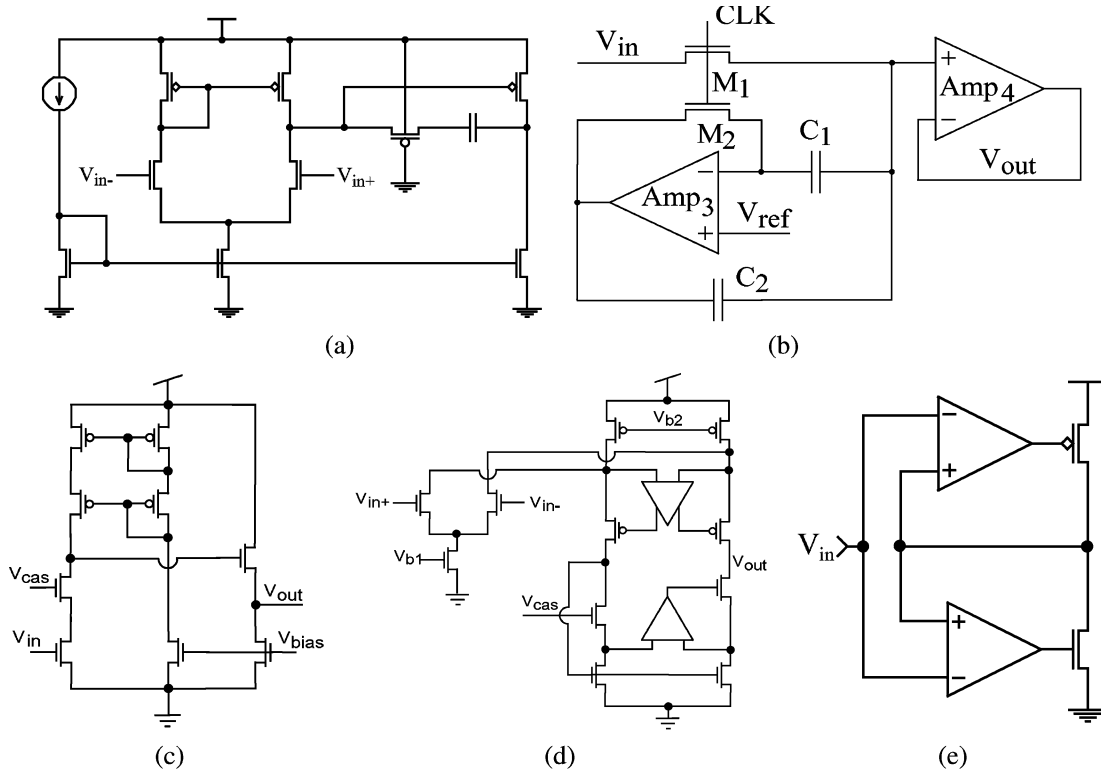 V_in-
V_in+
(a)
CLK
V_in
M_1
M_2
C_1
Amp_3
V_ref
C_2
+
Amp_4
−
V_out
−
+
(b)
V_cas
V_in
V_out
V_bias
(c)
V_b2
V_in+
V_in-
V_b1
V_out
V_cas
(d)
−
+
V_in
+
−
(e)